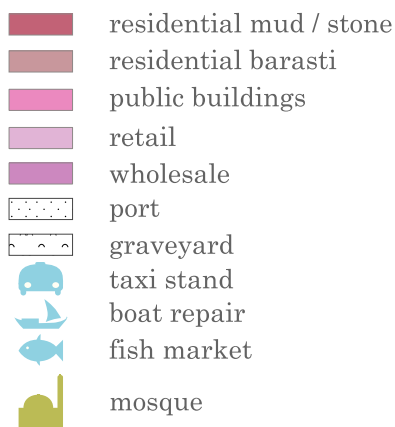 residential mud / stone
residential barasti
public buildings
retail
wholesale
port
graveyard
taxi stand
boat repair
fish market
mosque